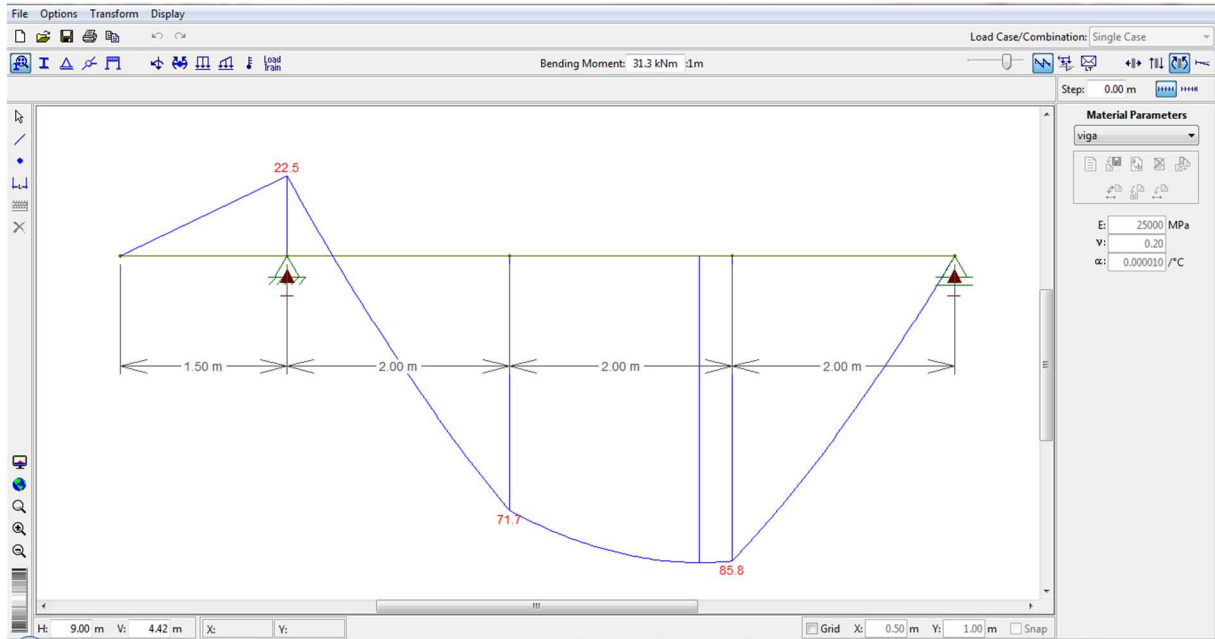 File Options Transform Display
Load Case/Combination: Single Case
Load Train
Bending Moment: 31.3 kNm :1m
Step: 0.00 m
Material Parameters
viga
E: 25000 MPa
ν: 0.20
α: 0.000010 /°C
22.5
1.50 m 2.00 m 2.00 m 2.00 m
71.7
85.8
H: 9.00 m V: 4.42 m X: Y: Grid X: 0.50 m Y: 1.00 m Snap